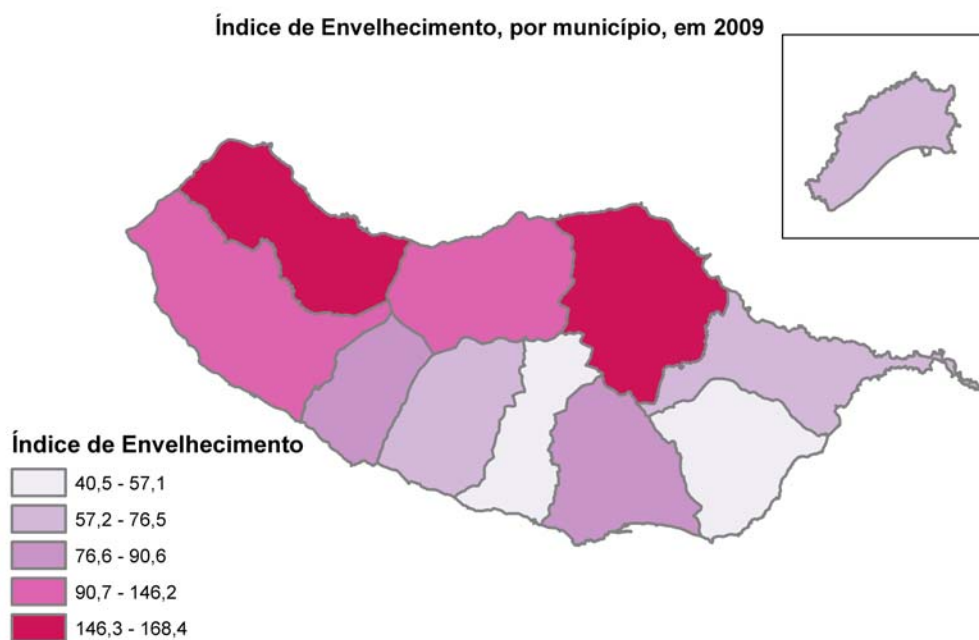 Índice de Envelhecimento, por município, em 2009
Índice de Envelhecimento
40,5 - 57,1
57,2 - 76,5
76,6 - 90,6
90,7 - 146,2
146,3 - 168,4